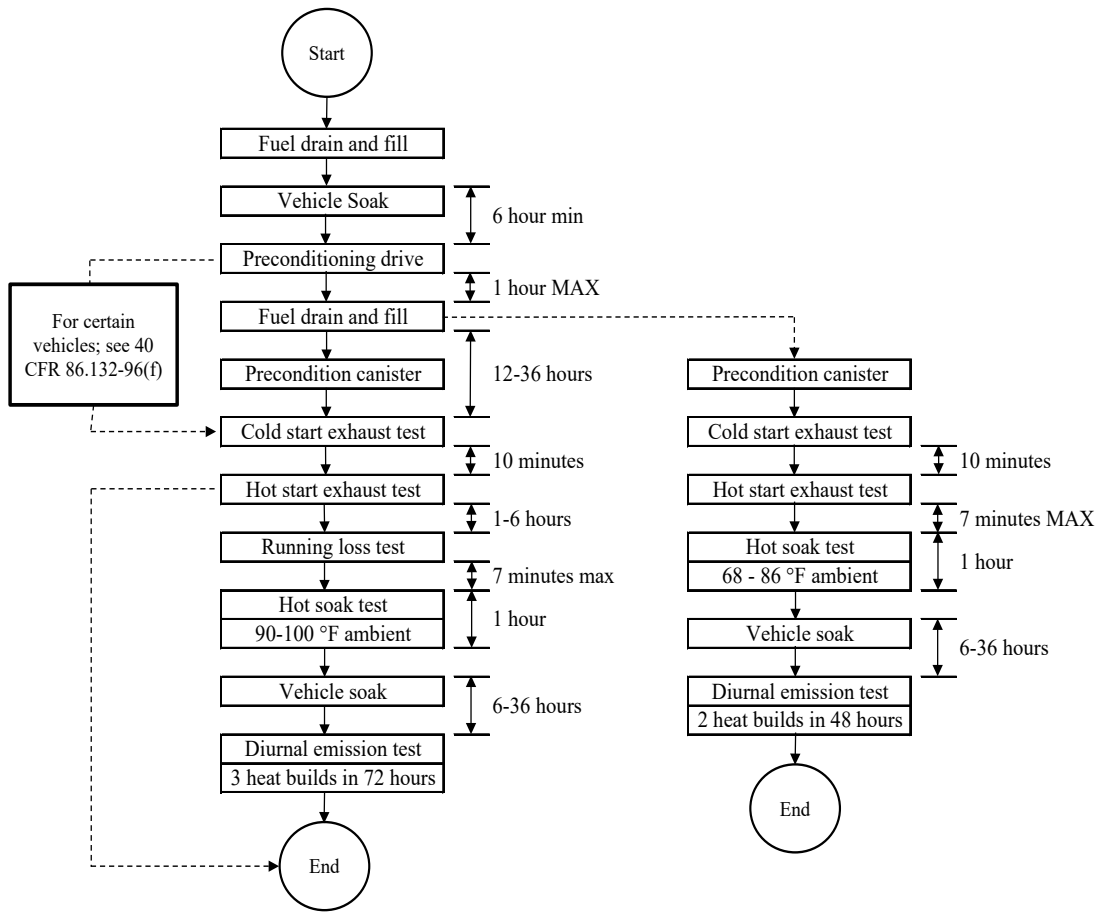 Start
Fuel drain and fill
Vehicle Soak
6 hour min
Preconditioning drive
1 hour MAX
For certain
vehicles; see 40
CFR 86.132-96(f)
Fuel drain and fill
12-36 hours
Precondition canister
Cold start exhaust test
10 minutes
Hot start exhaust test
1-6 hours
Running loss test
7 minutes max
Hot soak test
90-100 °F ambient
1 hour
Vehicle soak
6-36 hours
Diurnal emission test
3 heat builds in 72 hours
End
Precondition canister
Cold start exhaust test
10 minutes
Hot start exhaust test
7 minutes MAX
Hot soak test
68 - 86 °F ambient
1 hour
Vehicle soak
6-36 hours
Diurnal emission test
2 heat builds in 48 hours
End